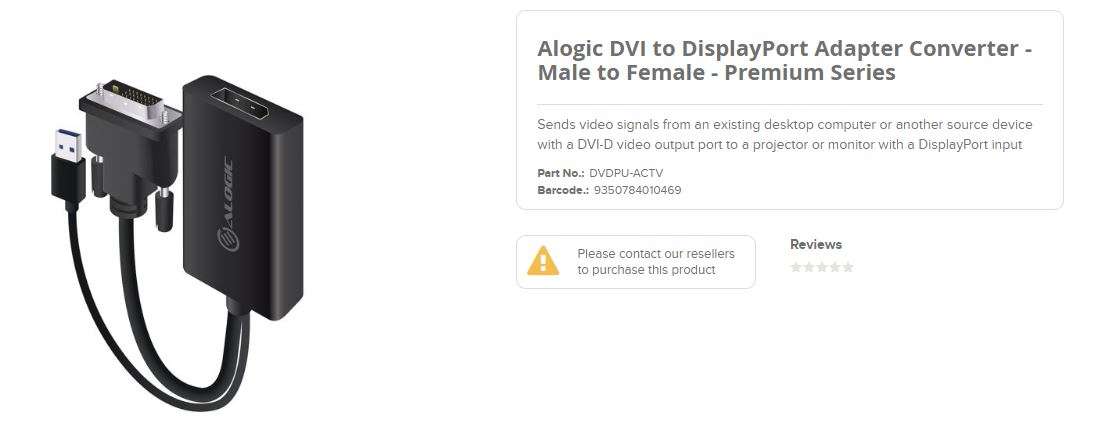 ALOGIC
Alogic DVI to DisplayPort Adapter Converter -
Male to Female - Premium Series
Sends video signals from an existing desktop computer or another source device
with a DVI-D video output port to a projector or monitor with a DisplayPort input
Part No.: DVDPU-ACTV
Barcode.: 9350784010469
Please contact our resellers
to purchase this product
Reviews